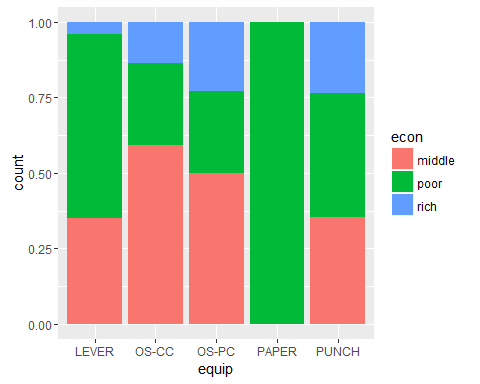 1.00
0.75
0.50
0.25
0.00
count
LEVER OS-CC OS-PC PAPER PUNCH
equip
econ
middle
poor
rich